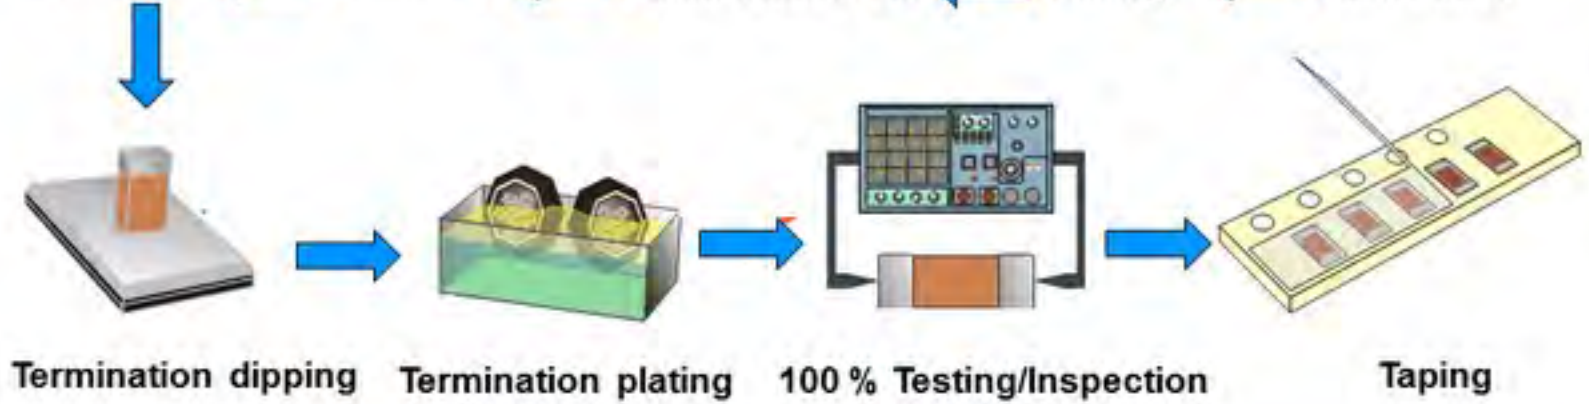 Termination dipping
Termination plating
100 % Testing/Inspection
Taping